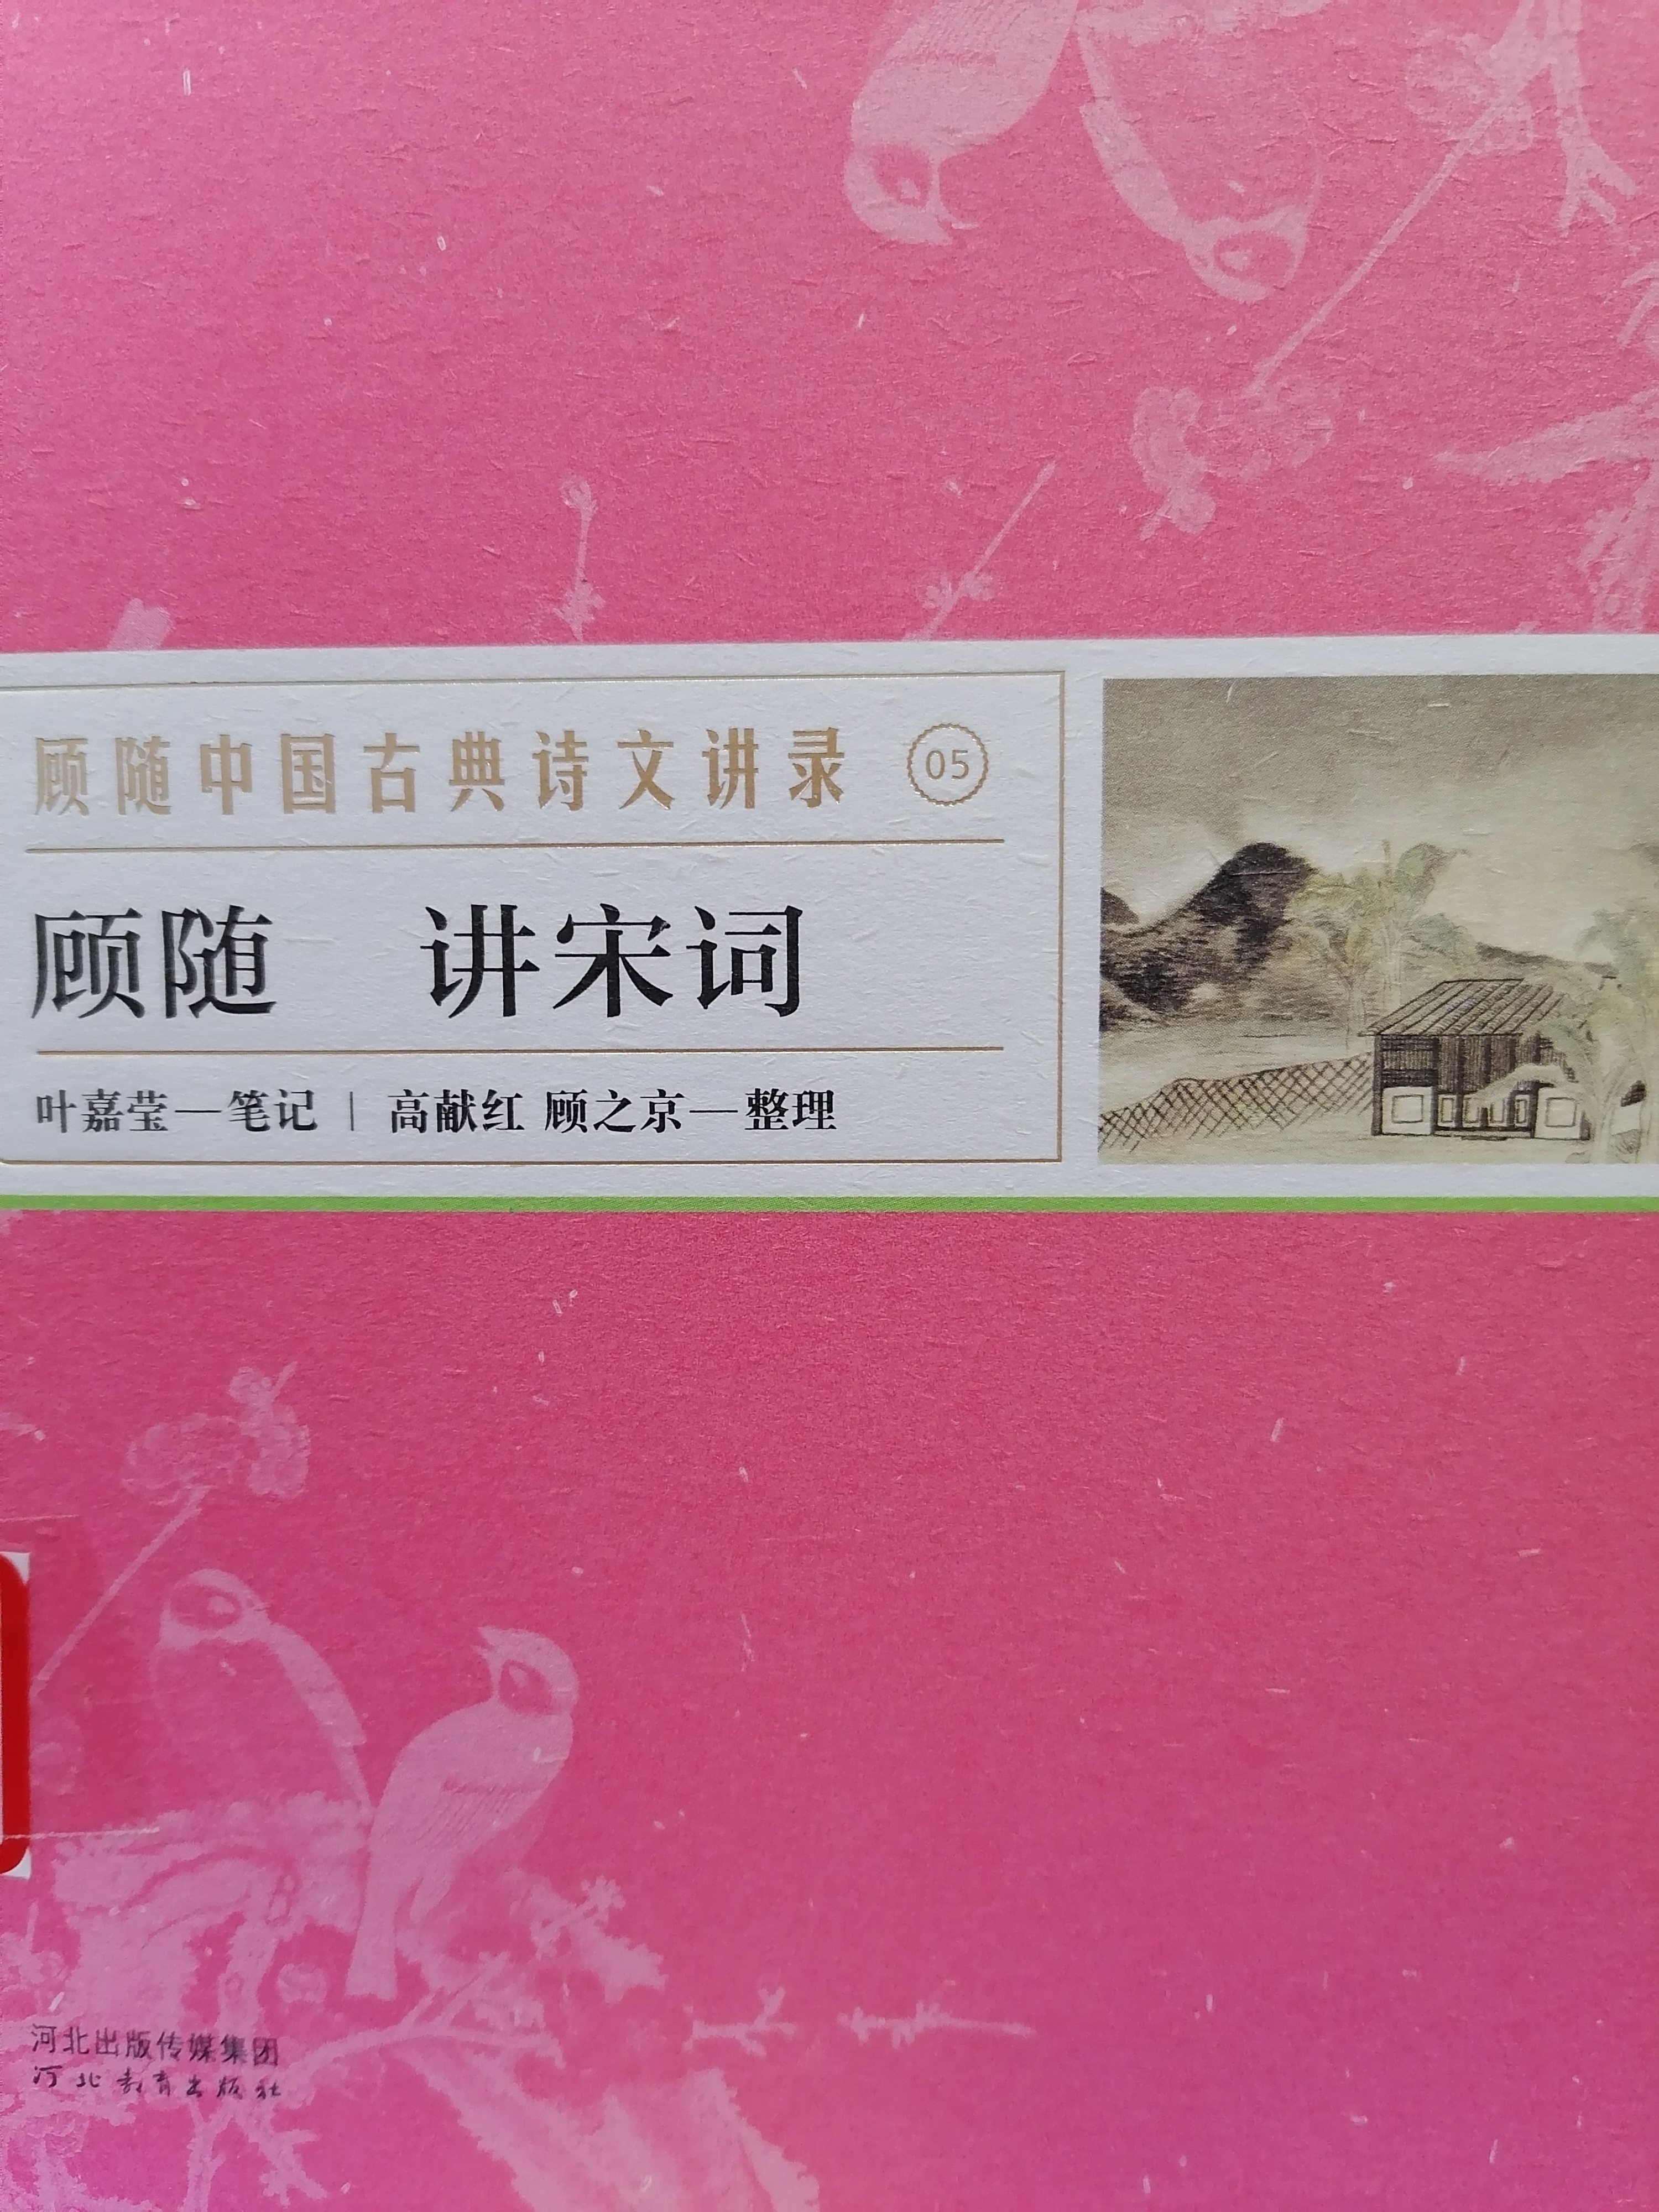 顾随中国古典诗文讲录 05
顾随 讲宋词
叶嘉莹—笔记｜高献红 顾之京—整理
河北出版传媒集团
河北教育出版社